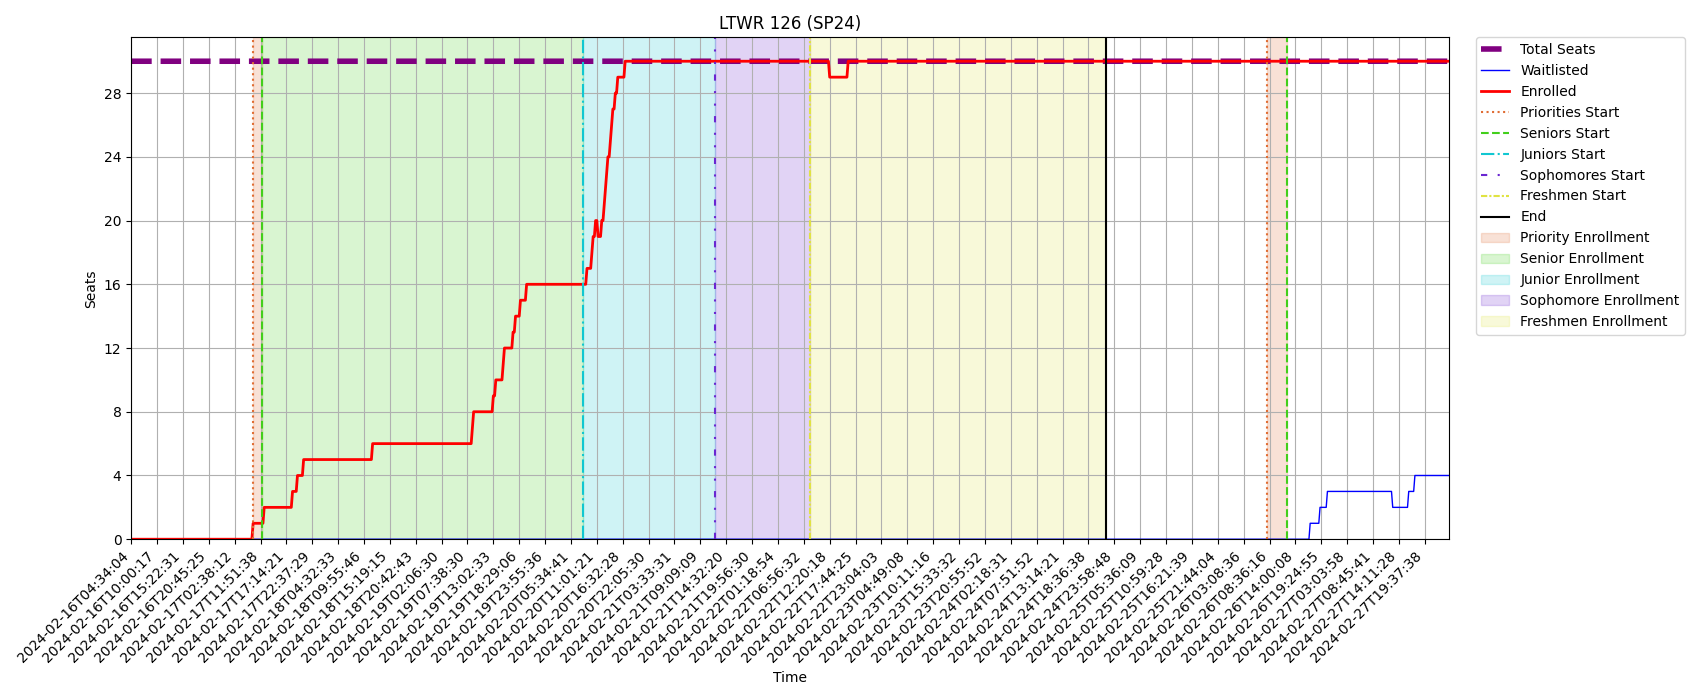 LTWR 126 (SP24)
Seats
28
24
20
16
12
8
4
0
2024-02-16T04:34:04
2024-02-16T10:00:17
2024-02-16T15:22:31
2024-02-16T20:45:25
2024-02-17T02:38:12
2024-02-17T11:51:38
2024-02-17T17:14:21
2024-02-17T22:37:29
2024-02-18T04:32:33
2024-02-18T09:55:46
2024-02-18T15:19:15
2024-02-18T20:42:43
2024-02-19T02:06:30
2024-02-19T07:38:30
2024-02-19T13:02:33
2024-02-19T18:29:06
2024-02-19T23:55:36
2024-02-20T05:34:41
2024-02-20T11:01:21
2024-02-20T16:32:28
2024-02-20T22:05:30
2024-02-21T03:33:31
2024-02-21T09:09:09
2024-02-21T14:32:20
2024-02-21T19:56:30
2024-02-22T01:18:54
2024-02-22T06:56:32
2024-02-22T12:20:18
2024-02-22T17:44:25
2024-02-22T23:04:03
2024-02-23T04:49:08
2024-02-23T10:11:16
2024-02-23T15:33:32
2024-02-23T20:55:52
2024-02-24T02:18:31
2024-02-24T07:51:52
2024-02-24T13:14:21
2024-02-24T18:36:38
2024-02-24T23:58:48
2024-02-25T05:36:09
2024-02-25T10:59:28
2024-02-25T16:21:39
2024-02-25T21:44:04
2024-02-26T03:08:36
2024-02-26T08:36:16
2024-02-26T14:00:08
2024-02-26T19:24:55
2024-02-27T03:03:58
2024-02-27T08:45:41
2024-02-27T14:11:28
2024-02-27T19:37:38
Time
Total Seats
Waitlisted
Enrolled
Priorities Start
Seniors Start
Juniors Start
Sophomores Start
Freshmen Start
End
Priority Enrollment
Senior Enrollment
Junior Enrollment
Sophomore Enrollment
Freshmen Enrollment